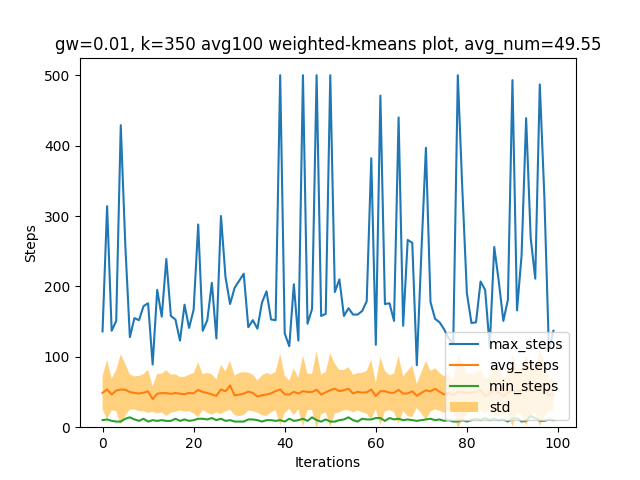 gw=0.01, k=350 avg100 weighted-kmeans plot, avg_num=49.55
Steps
500
400
300
200
100
0
max_steps
avg_steps
min_steps
std
0 20 40 60 80 100
Iterations